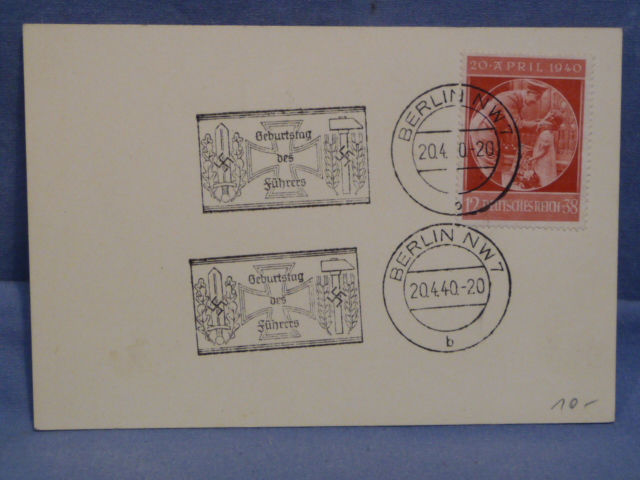 20·APRIL 1940
12 DEUTSCHES REICH 38
BERLIN NW7
20.4. 0.-20
b
Geburtstag
des
Führers
BERLIN NW7
20.4.40.-20
b
Geburtstag
des
Führers
10.-